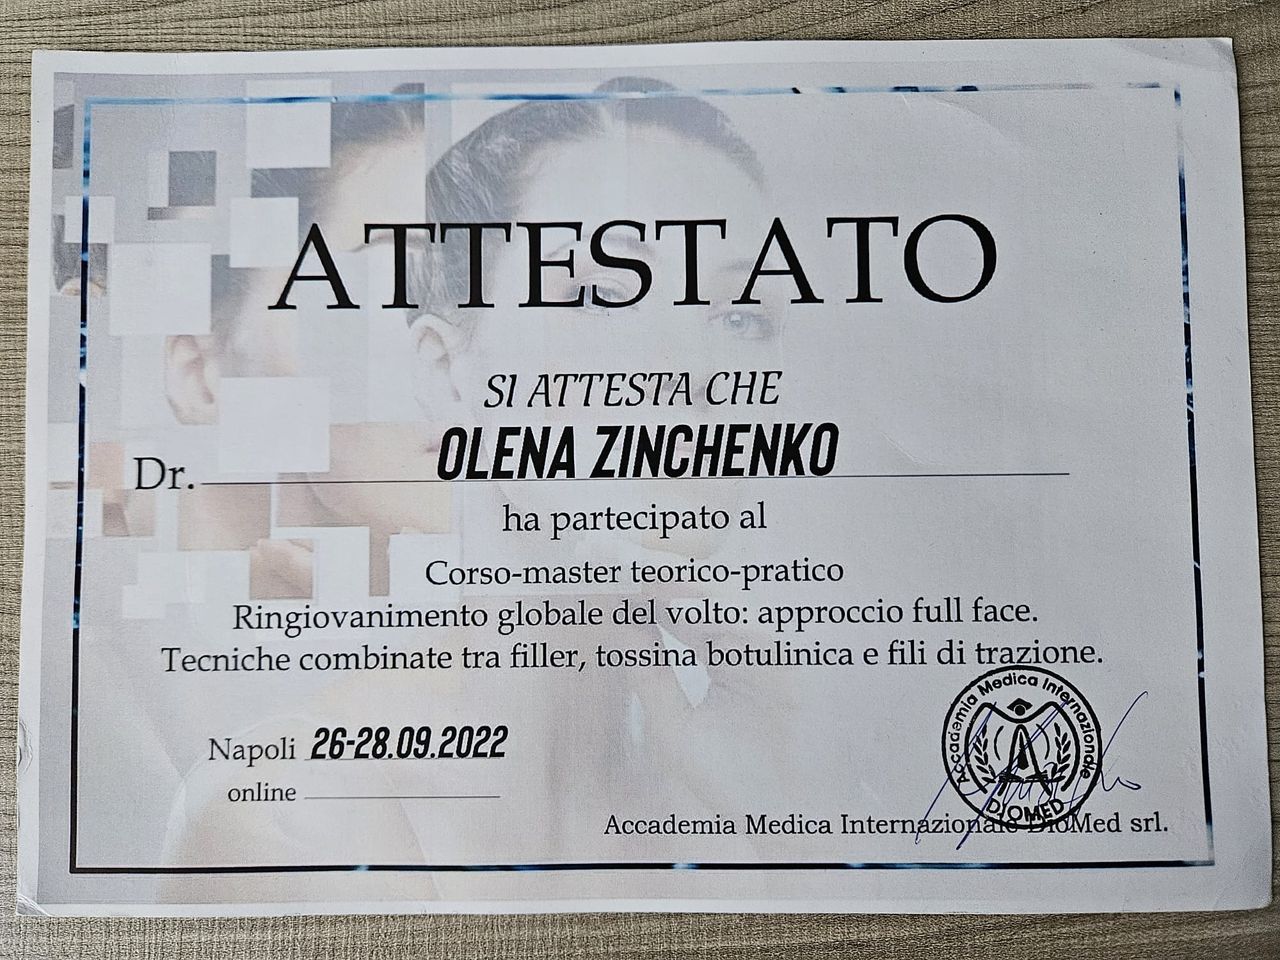 ATTESTATO
SI ATTESTA CHE
Dr. OLENA ZINCHENKO
ha partecipato al
Corso-master teorico-pratico
Ringiovanimento globale del volto: approccio full face.
Tecniche combinate tra filler, tossina botulinica e fili di trazione.
Napoli 26-28.09.2022
online
Accademia Medica Internazionale
DIOMED
Accademia Medica Internazionale DioMed srl.